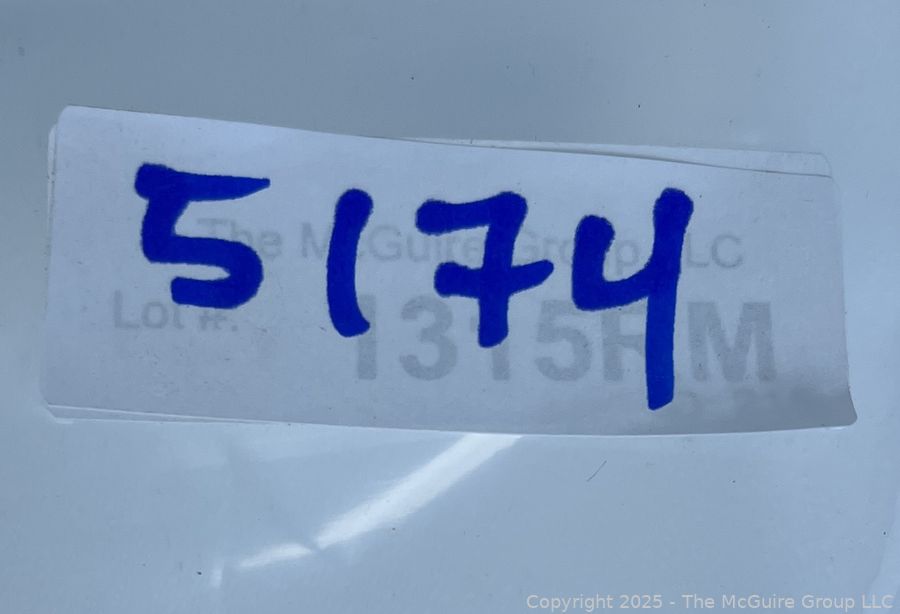 5174
The McGuire Group, LLC
Lot #: 1315RM
Copyright 2025 - The McGuire Group LLC